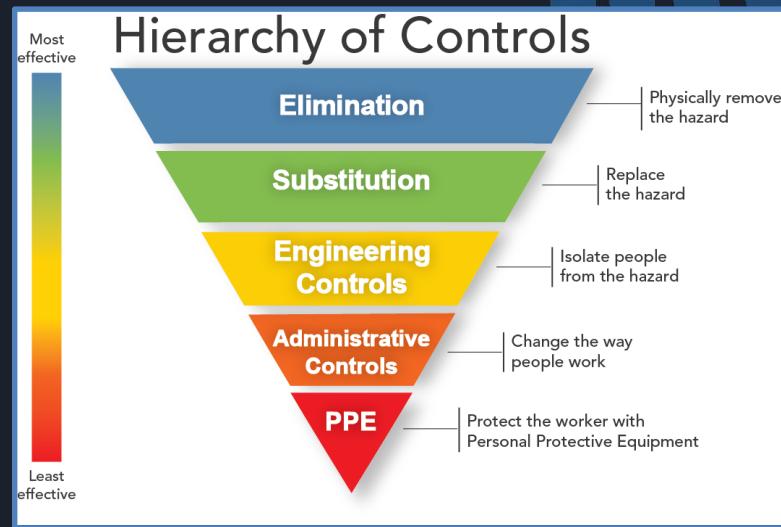 Hierarchy of Controls
Most
effective
Elimination
Physically remove
the hazard
Substitution
Replace
the hazard
Engineering
Controls
Isolate people
from the hazard
Administrative
Controls
Change the way
people work
PPE
Protect the worker with
Personal Protective Equipment
Least
effective